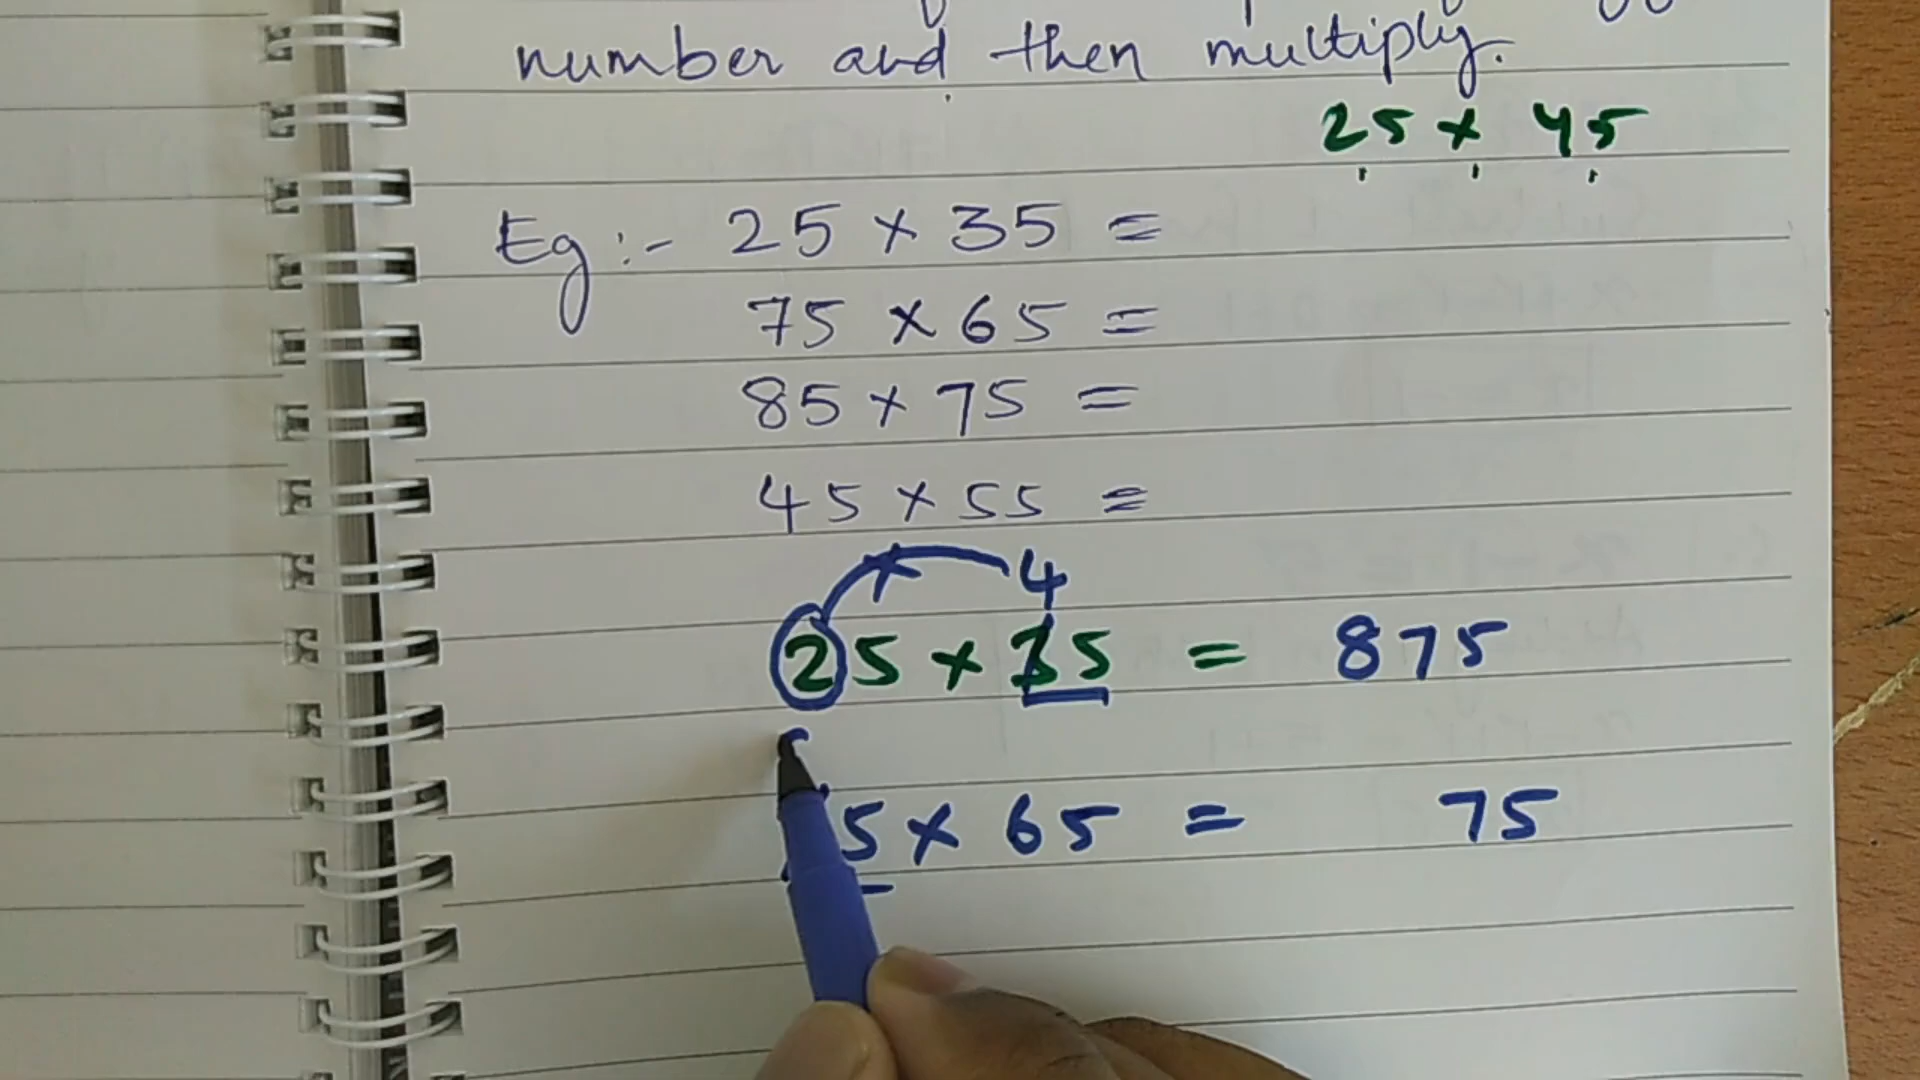 number and then multiply.
25 x 45
Eg :- 25 x 35 =
75 x 65 =
85 x 75 =
45 x 55 =
x 4
25 x 35 = 875
5 x 65 = 75